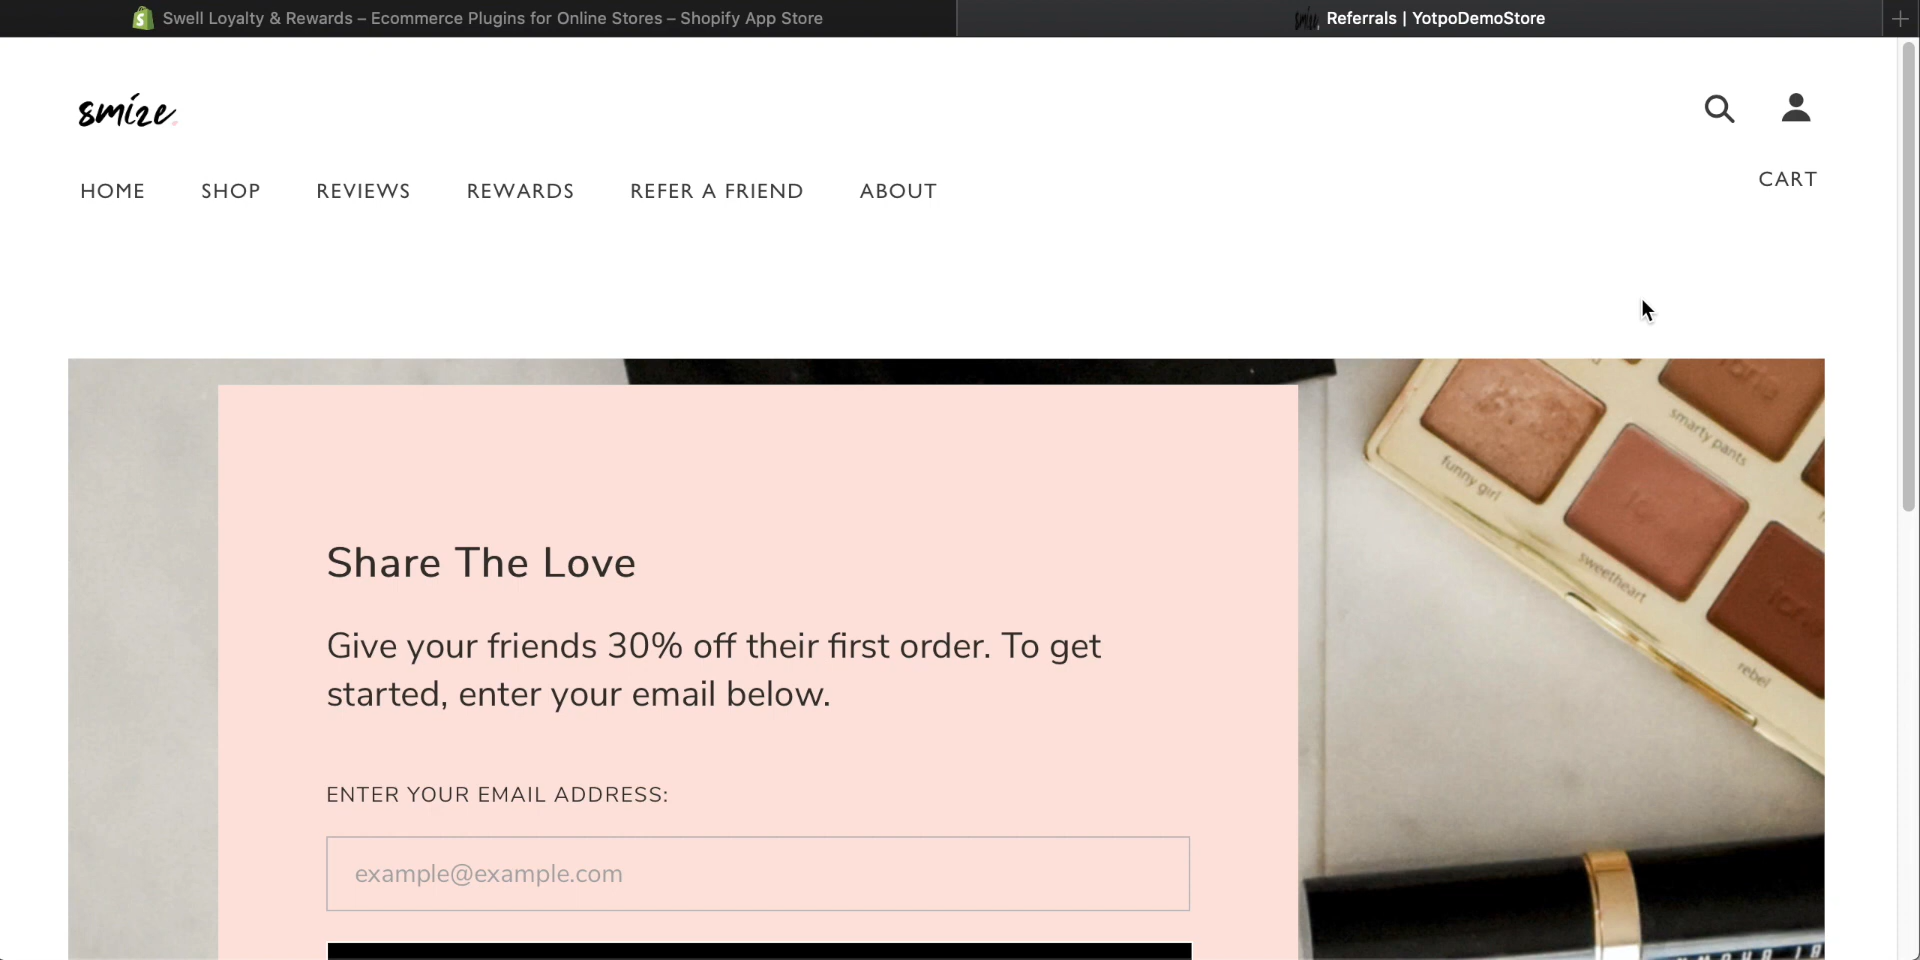 Swell Loyalty & Rewards – Ecommerce Plugins for Online Stores – Shopify App Store
Referrals | YotpoDemoStore
smize.
HOME SHOP REVIEWS REWARDS REFER A FRIEND ABOUT
CART
smarty pants
funny girl
sweetheart
rebel
Share The Love
Give your friends 30% off their first order. To get
started, enter your email below.
ENTER YOUR EMAIL ADDRESS:
example@example.com